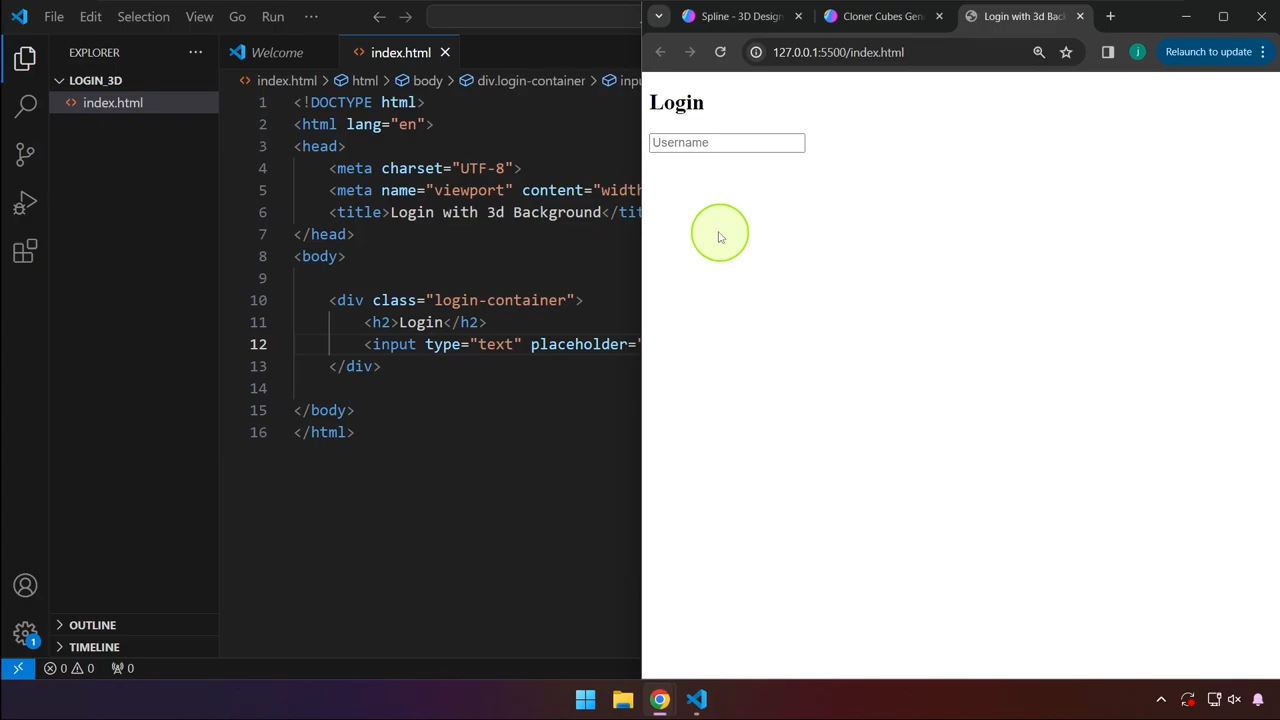 File Edit Selection View Go Run ···
Spline - 3D Design
Cloner Cubes Gen
Login with 3d Back
EXPLORER ···
Welcome
<> index.html
127.0.0.1:5500/index.html
j
Relaunch to update
LOGIN_3D
<> index.html
<> index.html > html > body > div.login-container > inpu
1 <!DOCTYPE html>
2 <html lang="en">
3 <head>
4 <meta charset="UTF-8">
5 <meta name="viewport" content="width
6 <title>Login with 3d Background</tit
7 </head>
8 <body>
9
10 <div class="login-container">
11 <h2>Login</h2>
12 <input type="text" placeholder="
13 </div>
14
15 </body>
16 </html>
Login
Username
OUTLINE
TIMELINE
1
0 0 0